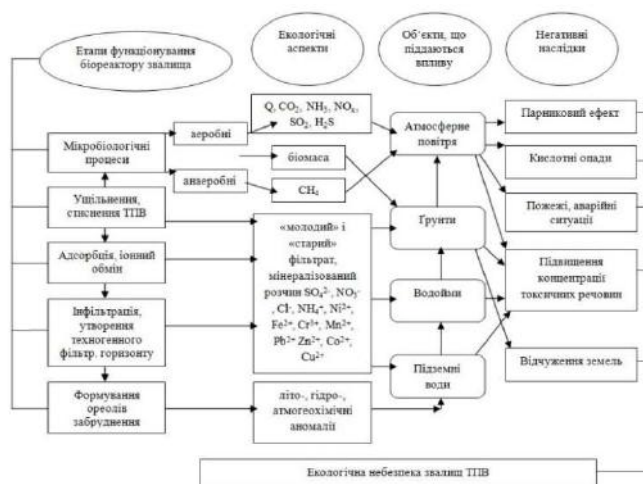 Етапи функціонування
біореактору звалища
Екологічні
аспекти
Об’єкти, що
піддаються
впливу
Негативні
наслідки
Мікробіологічні
процеси
аеробні
анаеробні
Q, CO₂, NH₃, NOₓ,
SO₂, H₂S
біомаса
CH₄
Атмосферне
повітря
Парниковий ефект
Кислотні опади
Пожежі, аварійні
ситуації
Ущільнення,
стиснення ТПВ
Адсорбція, іонний
обмін
Інфільтрація,
утворення
техногенного
фільтр. горизонту
Формування
ореолів
забруднення
«молодий» і
«старий»
фільтрат,
мінералізований
розчин SO₄²⁻, NO₃⁻
, Cl⁻, NH₄⁺, Ni²⁺,
Fe²⁺, Cr³⁺, Mn²⁺,
Pb²⁺ Zn²⁺, Co²⁺,
Cu²⁺
літо-, гідро-,
атмогеохімічні
аномалії
Ґрунти
Водойми
Підземні
води
Підвищення
концентрації
токсичних речовин
Відчуження земель
Екологічна небезпека звалищ ТПВ